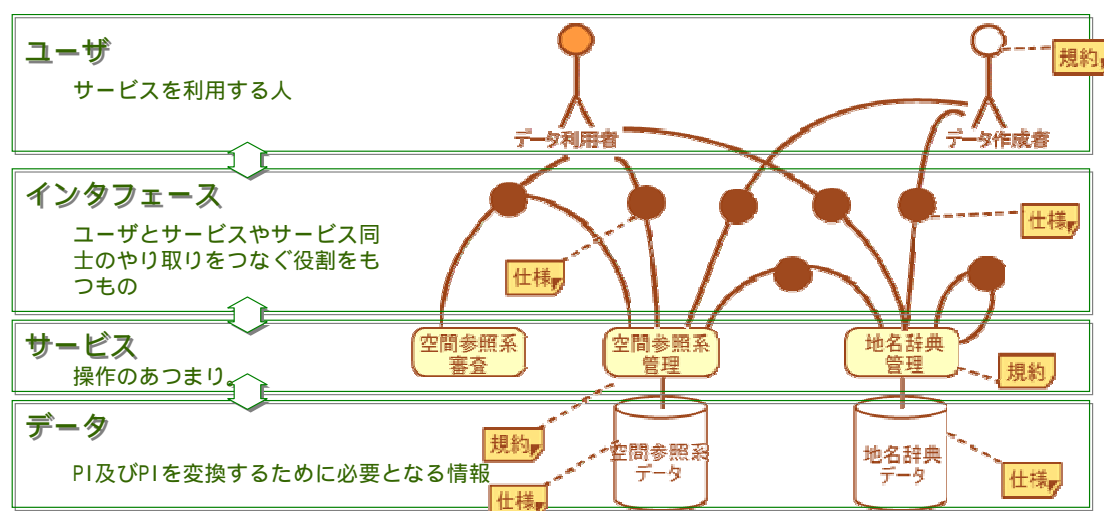 ユーザ
サービスを利用する人
規約
データ利用者
データ作成者
インタフェース
ユーザとサービスやサービス同
士のやり取りをつなぐ役割をも
つもの
仕様
仕様
サービス
操作のあつまり。
空間参照系
審査
空間参照系
管理
地名辞典
管理
規約
データ
PI及びPIを変換するために必要となる情報
規約
仕様
空間参照系
データ
地名辞典
データ
仕様